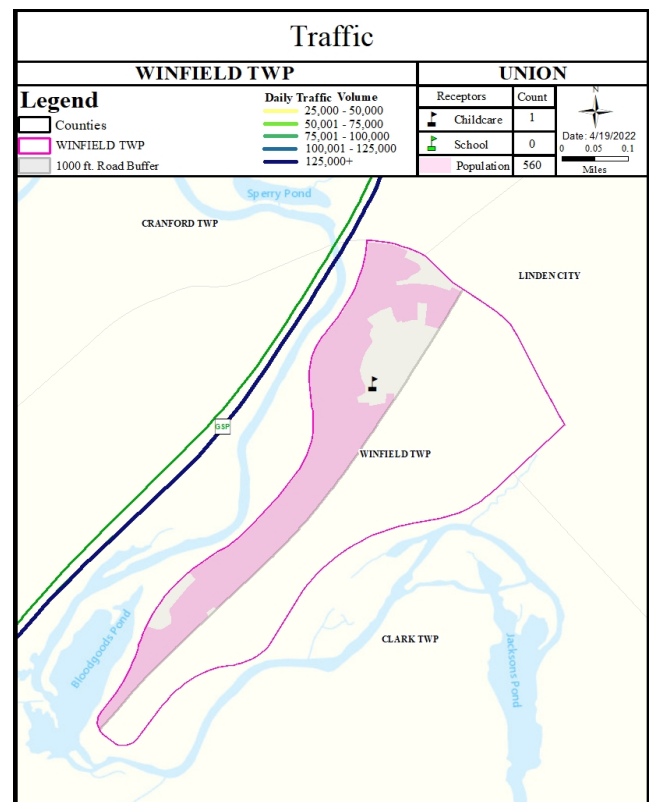 Traffic
WINFIELD TWP
UNION
Legend
Counties
WINFIELD TWP
1000 ft. Road Buffer
Daily Traffic Volume
25,000 - 50,000
50,001 - 75,000
75,001 - 100,000
100,001 - 125,000
125,000+
Receptors Count
Childcare 1
School 0
Population 560
N
Date: 4/19/2022
0 0.05 0.1
Miles
Sperry Pond
CRANFORD TWP
LINDEN CITY
GSP
WINFIELD TWP
Bloodgoods Pond
CLARK TWP
Jacksons Pond